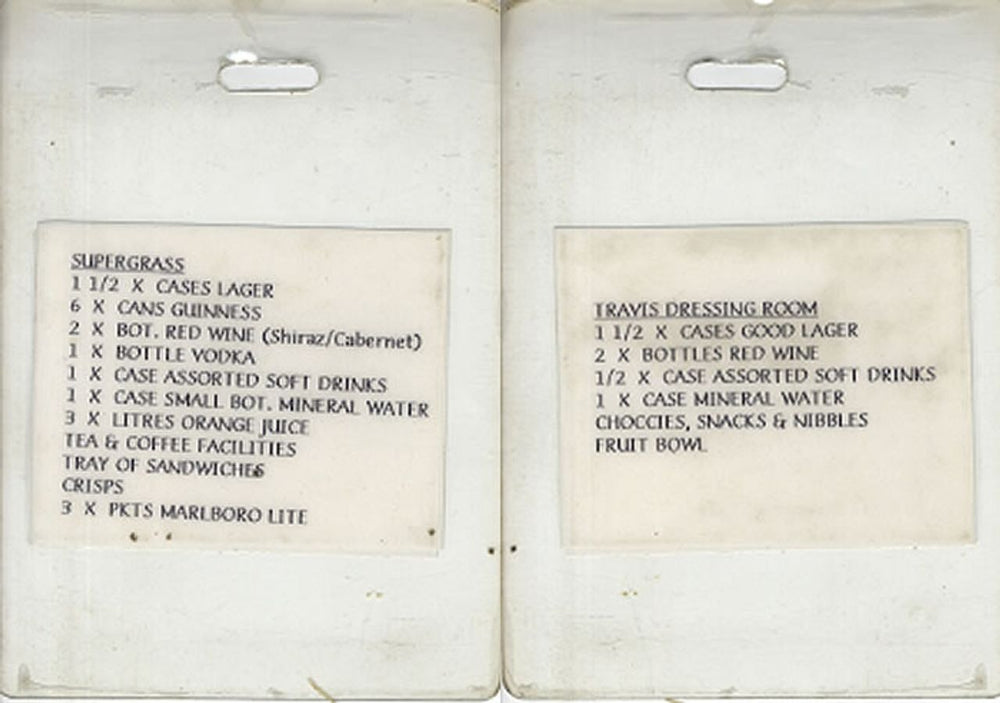 SUPERGRASS
1 1/2 X CASES LAGER
6 X CANS GUINNESS
2 X BOT. RED WINE (Shiraz/Cabernet)
1 X BOTTLE VODKA
1 X CASE ASSORTED SOFT DRINKS
1 X CASE SMALL BOT. MINERAL WATER
3 X LITRES ORANGE JUICE
TEA & COFFEE FACILITIES
TRAY OF SANDWICHES
CRISPS
3 X PKTS MARLBORO LITE
TRAVIS DRESSING ROOM
1 1/2 X CASES GOOD LAGER
2 X BOTTLES RED WINE
1/2 X CASE ASSORTED SOFT DRINKS
1 X CASE MINERAL WATER
CHOCCIES, SNACKS & NIBBLES
FRUIT BOWL